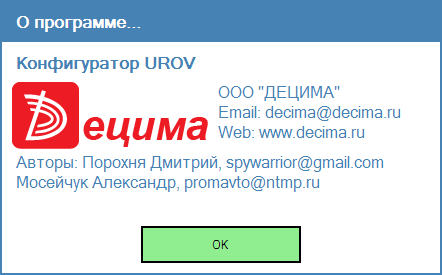 О программе...
Конфигуратор UROV
Децима
ООО "ДЕЦИМА"
Email: decima@decima.ru
Web: www.decima.ru
Авторы: Порохня Дмитрий, spywarrior@gmail.com
Мосейчук Александр, promavto@ntmp.ru
OK